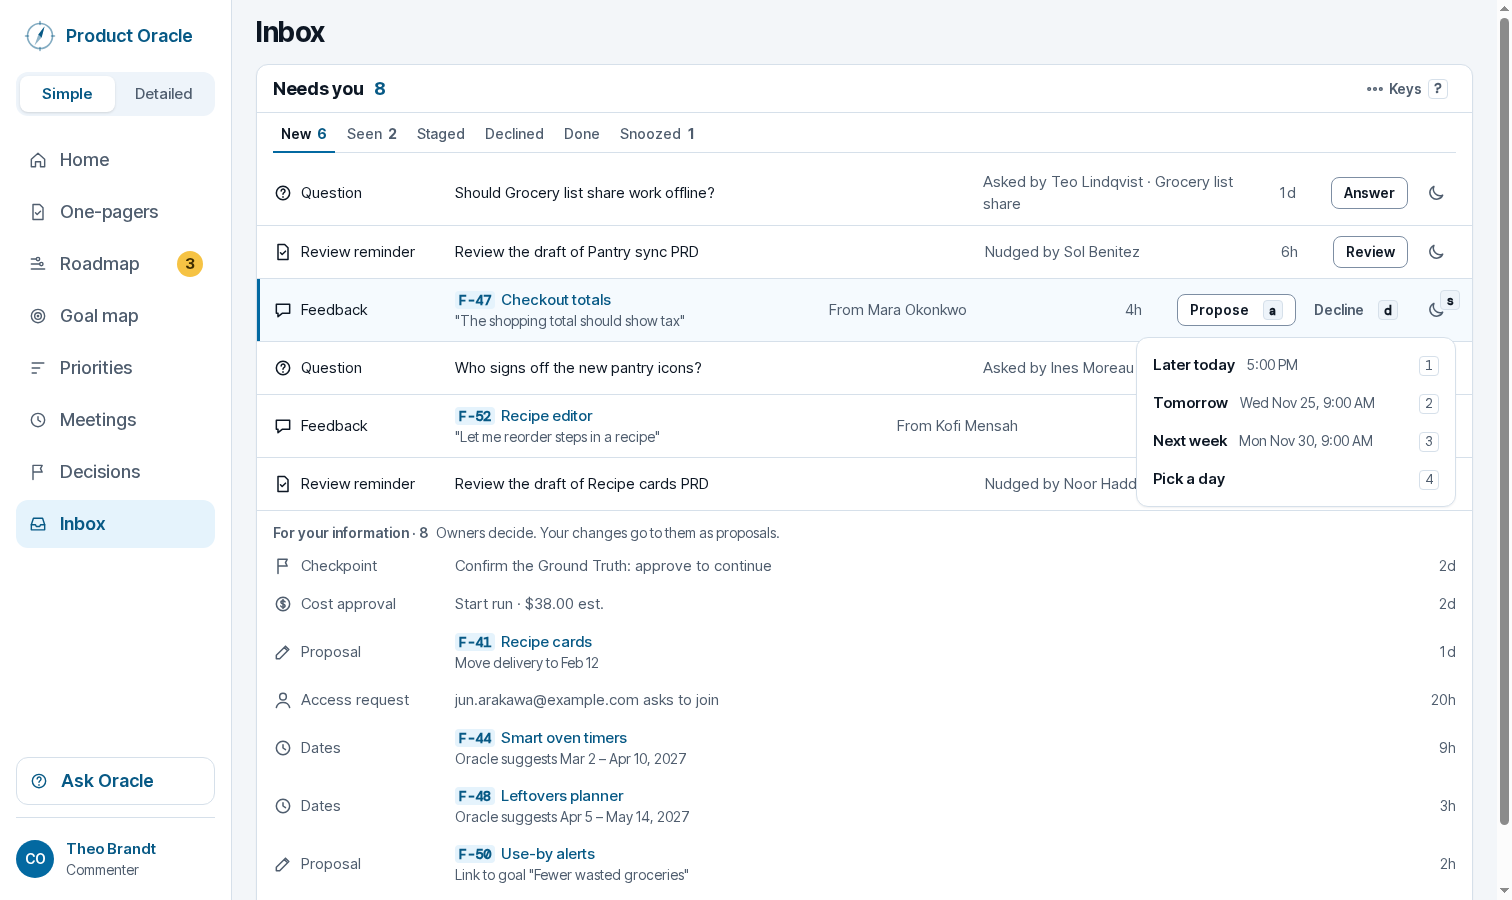 Product Oracle
Simple
Detailed
Home
One-pagers
Roadmap 3
Goal map
Priorities
Meetings
Decisions
Inbox
Ask Oracle
CO
Theo Brandt
Commenter
Inbox
Needs you 8
Keys ?
New 6 Seen 2 Staged Declined Done Snoozed 1
Question Should Grocery list share work offline? Asked by Teo Lindqvist · Grocery list share 1d Answer
Review reminder Review the draft of Pantry sync PRD Nudged by Sol Benitez 6h Review
Feedback F-47 Checkout totals From Mara Okonkwo 4h Propose a Decline d s
"The shopping total should show tax"
Question Who signs off the new pantry icons? Asked by Ines Moreau
Feedback F-52 Recipe editor From Kofi Mensah
"Let me reorder steps in a recipe"
Review reminder Review the draft of Recipe cards PRD Nudged by Noor Hadd
Later today 5:00 PM 1
Tomorrow Wed Nov 25, 9:00 AM 2
Next week Mon Nov 30, 9:00 AM 3
Pick a day 4
For your information · 8 Owners decide. Your changes go to them as proposals.
Checkpoint Confirm the Ground Truth: approve to continue 2d
Cost approval Start run · $38.00 est. 2d
Proposal F-41 Recipe cards 1d
Move delivery to Feb 12
Access request jun.arakawa@example.com asks to join 20h
Dates F-44 Smart oven timers 9h
Oracle suggests Mar 2 – Apr 10, 2027
Dates F-48 Leftovers planner 3h
Oracle suggests Apr 5 – May 14, 2027
Proposal F-50 Use-by alerts 2h
Link to goal "Fewer wasted groceries"